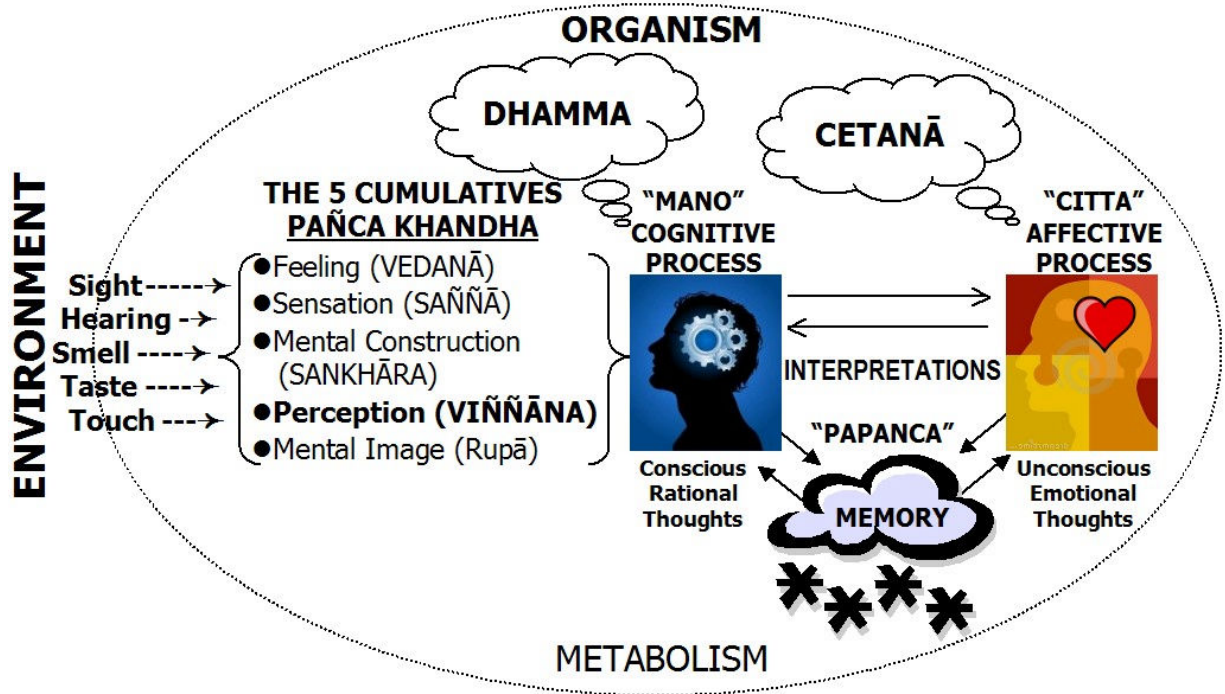 ORGANISM
DHAMMA
CETANĀ
ENVIRONMENT
THE 5 CUMULATIVES
PAÑCA KHANDHA
Sight
Hearing
Smell
Taste
Touch
●Feeling (VEDANĀ)
●Sensation (SAÑÑĀ)
●Mental Construction
(SANKHĀRA)
●Perception (VIÑÑĀNA)
●Mental Image (Rupā)
“MANO”
COGNITIVE
PROCESS
“CITTA”
AFFECTIVE
PROCESS
INTERPRETATIONS
“PAPANCA”
Conscious
Rational
Thoughts
MEMORY
Unconscious
Emotional
Thoughts
METABOLISM